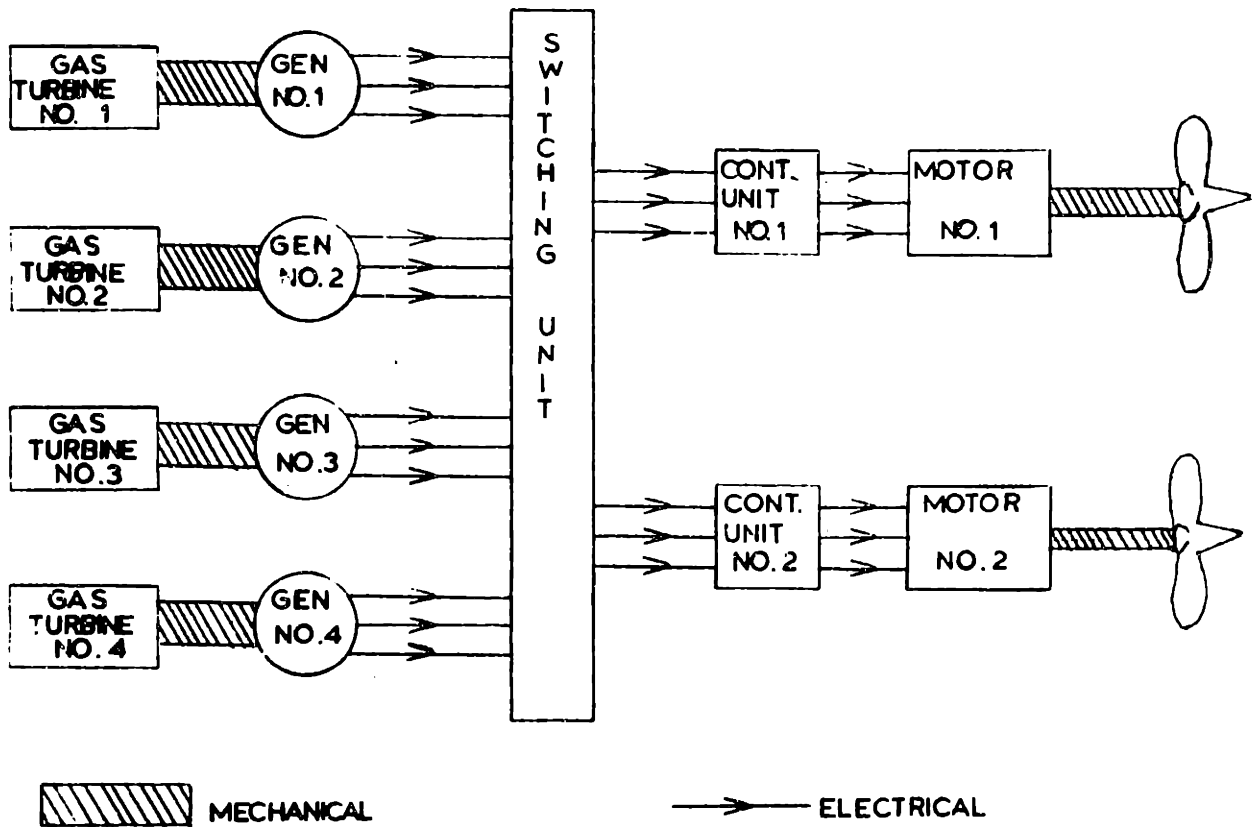 GAS
TURBINE
NO. 1
GEN
NO.1
GAS
TURBINE
NO.2
GEN
NO.2
GAS
TURBINE
NO.3
GEN
NO.3
GAS
TURBINE
NO.4
GEN
NO.4
SWITCHING UNIT
CONT.
UNIT
NO.1
MOTOR
NO.1
CONT.
UNIT
NO.2
MOTOR
NO.2
MECHANICAL
ELECTRICAL